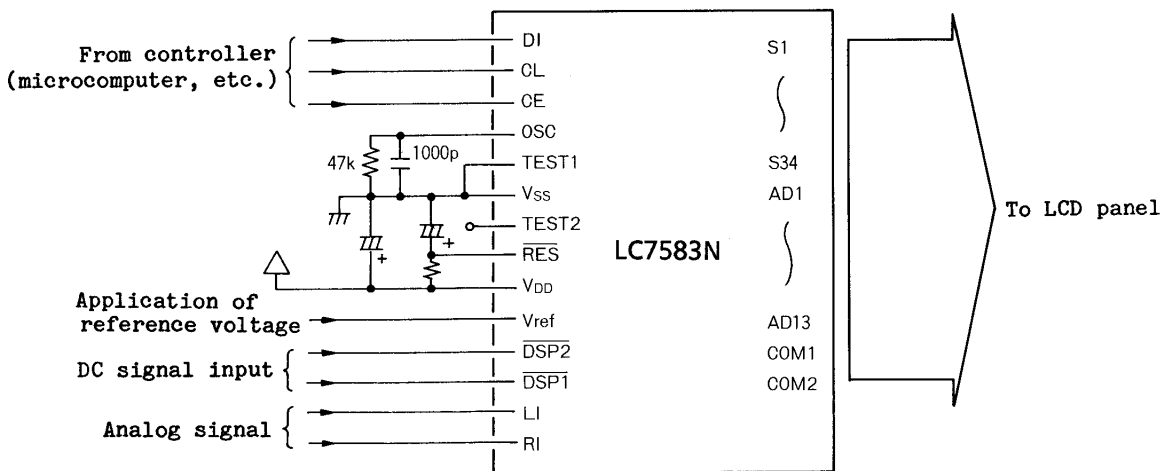 From controller
(microcomputer, etc.)
DI
CL
CE
OSC
47k
1000p
TEST1
VSS
TEST2
+
+
RES
VDD
Application of
reference voltage
Vref
DC signal input
DSP2
DSP1
Analog signal
LI
RI
LC7583N
S1
S34
AD1
AD13
COM1
COM2
To LCD panel